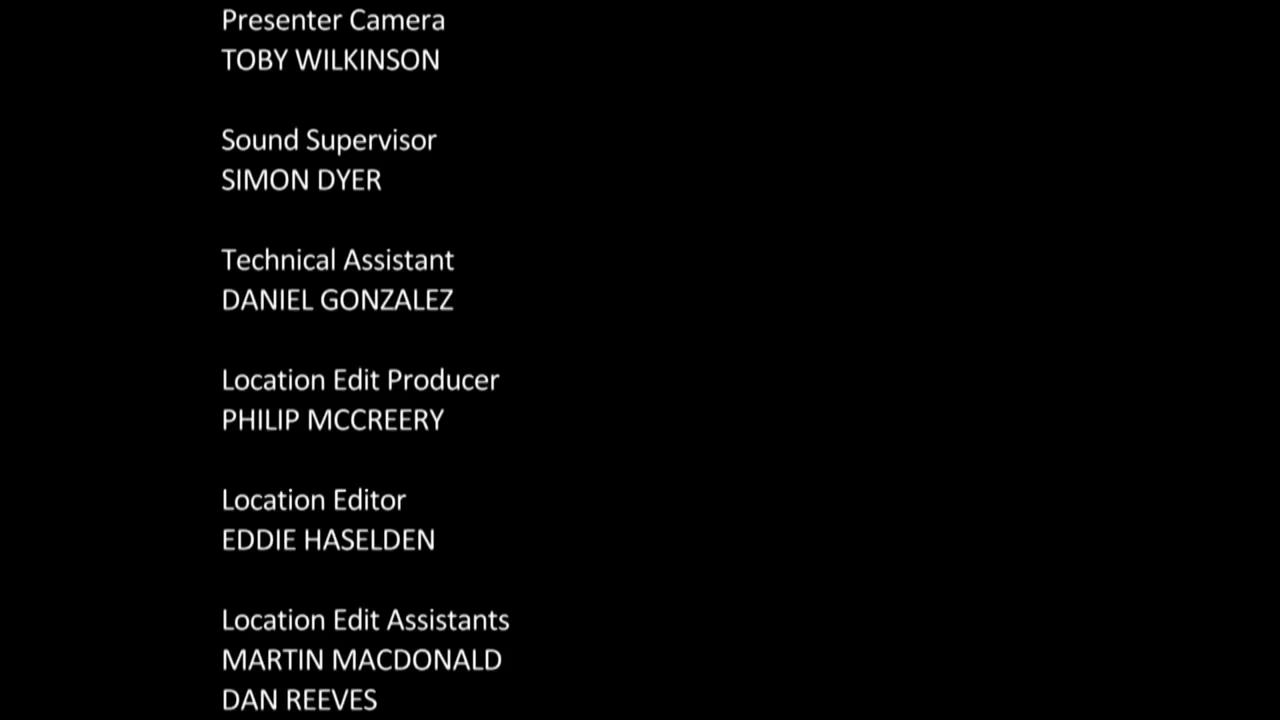 Presenter Camera
TOBY WILKINSON
Sound Supervisor
SIMON DYER
Technical Assistant
DANIEL GONZALEZ
Location Edit Producer
PHILIP MCCREERY
Location Editor
EDDIE HASELDEN
Location Edit Assistants
MARTIN MACDONALD
DAN REEVES